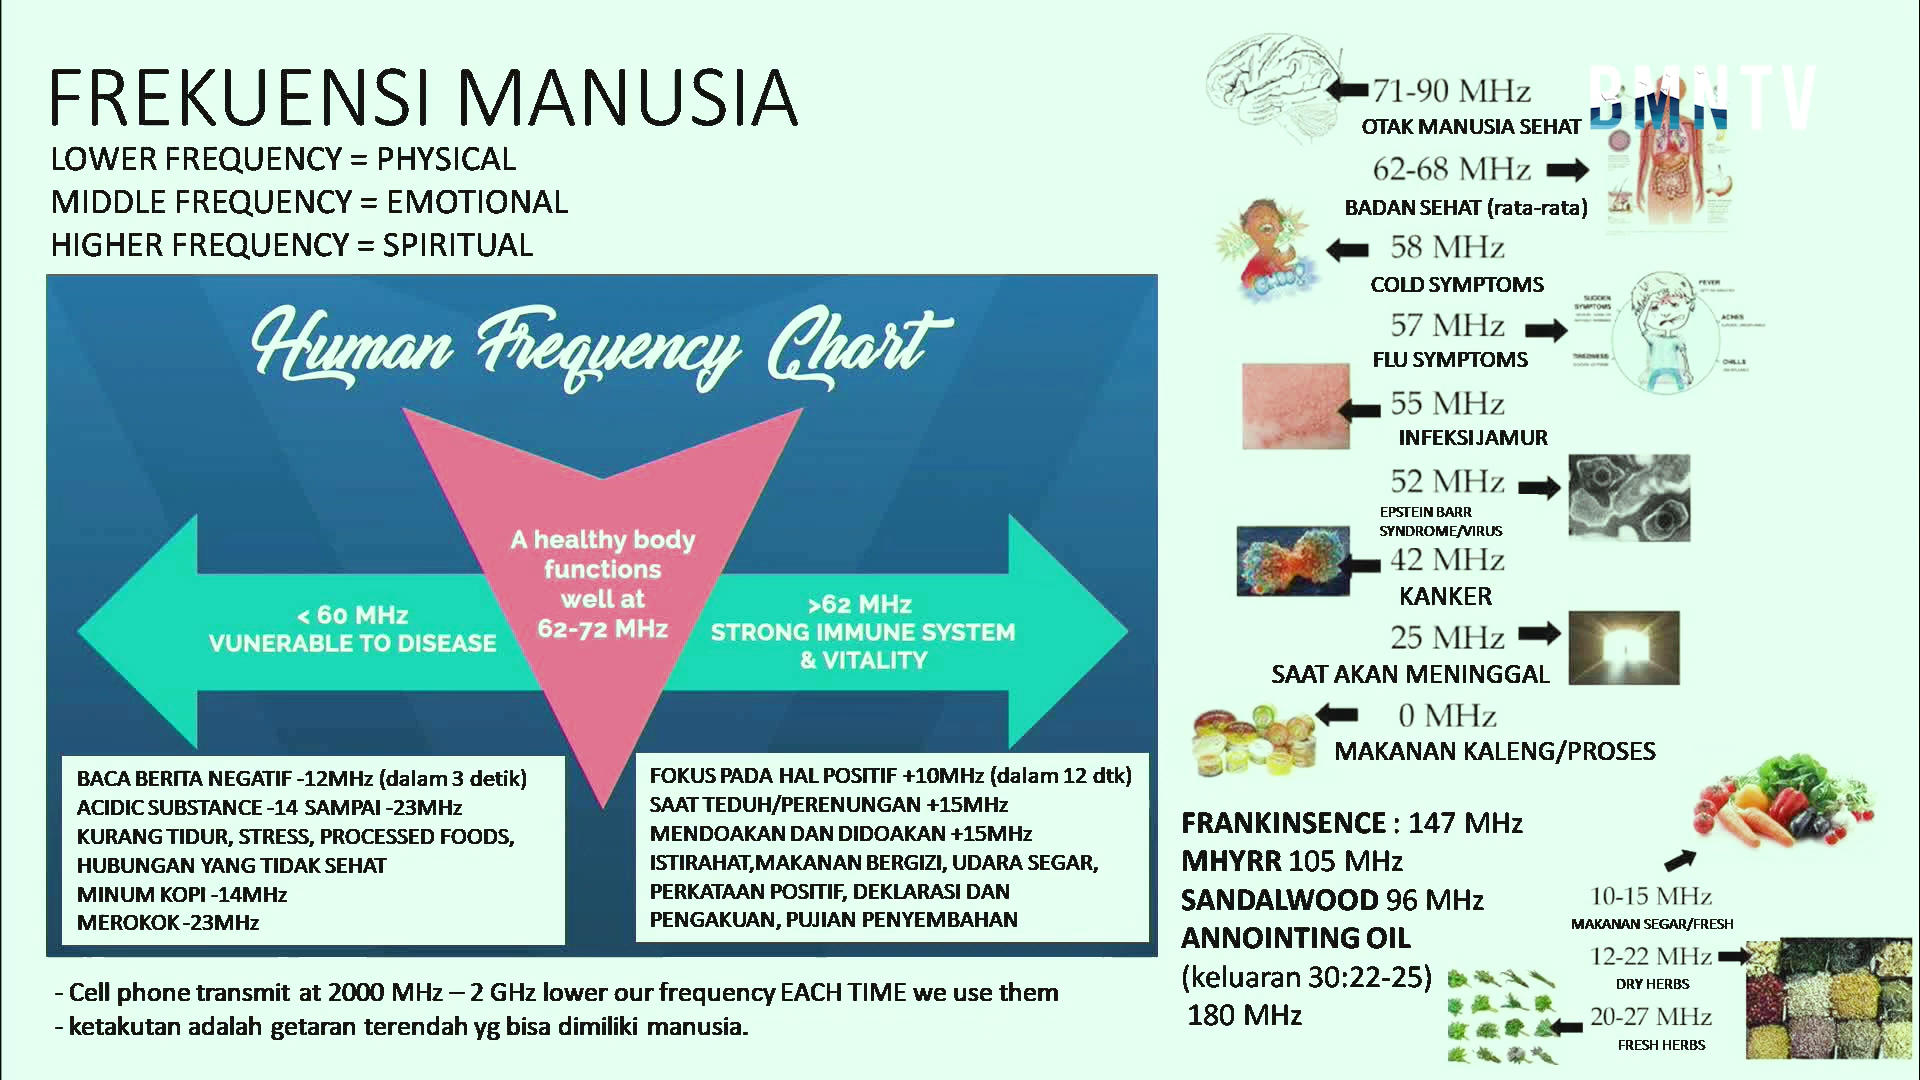 FREKUENSI MANUSIA
LOWER FREQUENCY = PHYSICAL
MIDDLE FREQUENCY = EMOTIONAL
HIGHER FREQUENCY = SPIRITUAL
Human Frequency Chart
A healthy body
functions
well at
62-72 MHz
< 60 MHz
VUNERABLE TO DISEASE
>62 MHz
STRONG IMMUNE SYSTEM
& VITALITY
BACA BERITA NEGATIF -12MHz (dalam 3 detik)
ACIDIC SUBSTANCE -14 SAMPAI -23MHz
KURANG TIDUR, STRESS, PROCESSED FOODS,
HUBUNGAN YANG TIDAK SEHAT
MINUM KOPI -14MHz
MEROKOK -23MHz
FOKUS PADA HAL POSITIF +10MHz (dalam 12 dtk)
SAAT TEDUH/PERENUNGAN +15MHz
MENDOAKAN DAN DIDOAKAN +15MHz
ISTIRAHAT,MAKANAN BERGIZI, UDARA SEGAR,
PERKATAAN POSITIF, DEKLARASI DAN
PENGAKUAN, PUJIAN PENYEMBAHAN
- Cell phone transmit at 2000 MHz – 2 GHz lower our frequency EACH TIME we use them
- ketakutan adalah getaran terendah yg bisa dimiliki manusia.
BMNTV
71-90 MHz
OTAK MANUSIA SEHAT
62-68 MHz
BADAN SEHAT (rata-rata)
58 MHz
COLD SYMPTOMS
57 MHz
FLU SYMPTOMS
SUDDEN
SYMPTOMS
FEVER
ACHES
TIREDNESS
CHILLS
55 MHz
INFEKSI JAMUR
52 MHz
EPSTEIN BARR
SYNDROME/VIRUS
42 MHz
KANKER
25 MHz
SAAT AKAN MENINGGAL
0 MHz
MAKANAN KALENG/PROSES
FRANKINSENCE : 147 MHz
MHYRR 105 MHz
SANDALWOOD 96 MHz
ANNOINTING OIL
(keluaran 30:22-25)
180 MHz
10-15 MHz
MAKANAN SEGAR/FRESH
12-22 MHz
DRY HERBS
20-27 MHz
FRESH HERBS